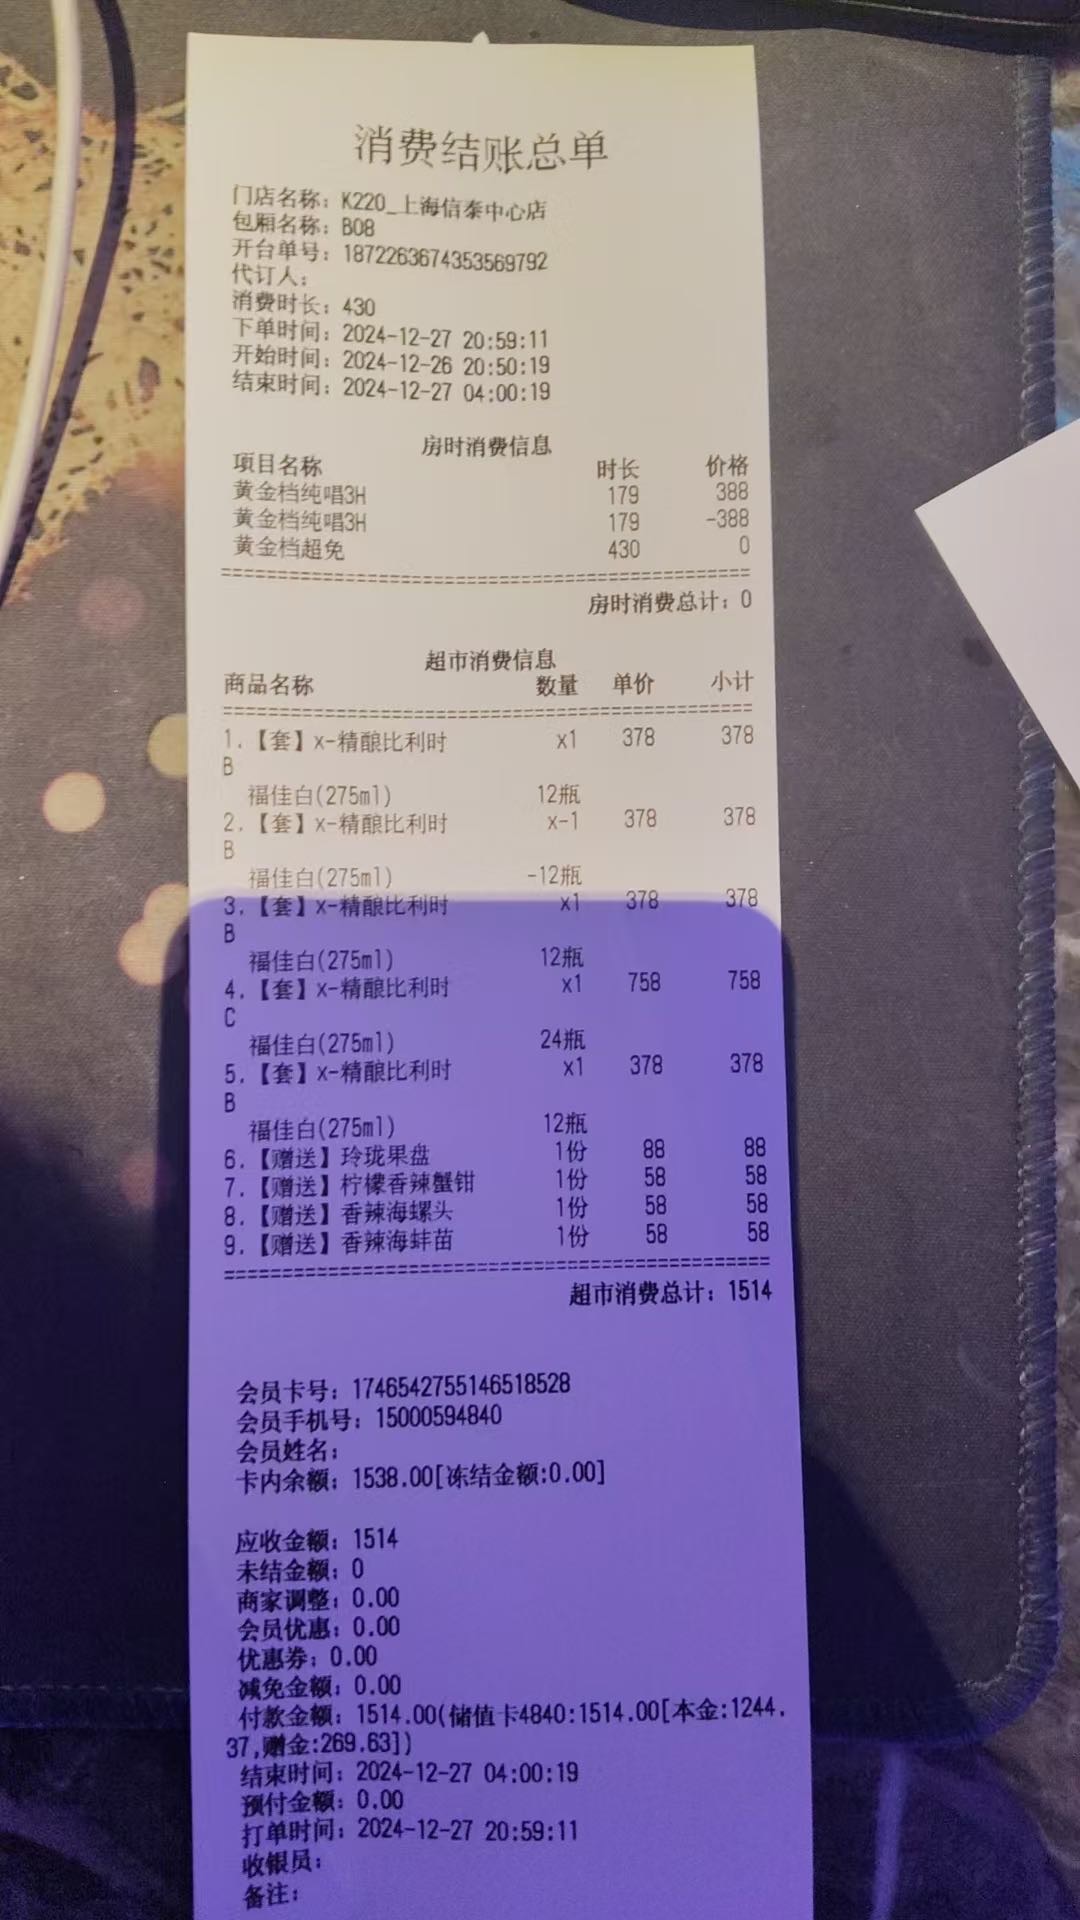 消费结账总单
门店名称：K220_上海信泰中心店
包厢名称：B08
开台单号：1872263674353569792
代订人：
消费时长：430
下单时间：2024-12-27 20:59:11
开始时间：2024-12-26 20:50:19
结束时间：2024-12-27 04:00:19
房时消费信息
项目名称 时长 价格
黄金档纯唱3H 179 388
黄金档纯唱3H 179 -388
黄金档超免 430 0
房时消费总计：0
超市消费信息
商品名称 数量 单价 小计
1.【套】x-精酿比利时 x1 378 378
B
福佳白(275ml) 12瓶
2.【套】x-精酿比利时 x-1 378 378
B
福佳白(275ml) -12瓶
3.【套】x-精酿比利时 x1 378 378
B
福佳白(275ml) 12瓶
4.【套】x-精酿比利时 x1 758 758
C
福佳白(275ml) 24瓶
5.【套】x-精酿比利时 x1 378 378
B
福佳白(275ml) 12瓶
6.【赠送】玲珑果盘 1份 88 88
7.【赠送】柠檬香辣蟹钳 1份 58 58
8.【赠送】香辣海螺头 1份 58 58
9.【赠送】香辣海蚌苗 1份 58 58
超市消费总计：1514
会员卡号：1746542755146518528
会员手机号：15000594840
会员姓名：
卡内余额：1538.00[冻结金额:0.00]
应收金额：1514
未结金额：0
商家调整：0.00
会员优惠：0.00
优惠券：0.00
减免金额：0.00
付款金额：1514.00(储值卡4840:1514.00[本金:1244.
37,赠金:269.63])
结束时间：2024-12-27 04:00:19
预付金额：0.00
打单时间：2024-12-27 20:59:11
收银员：
备注：